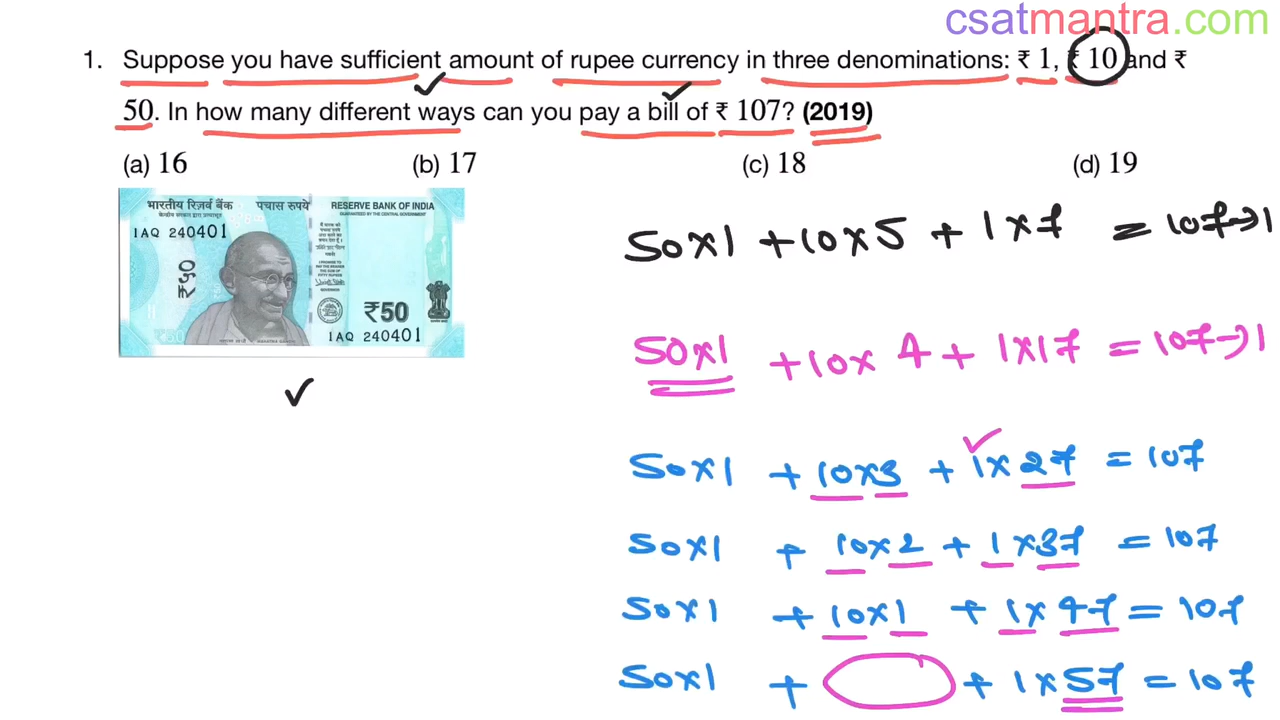 csatmantra.com
1. Suppose you have sufficient amount of rupee currency in three denominations: ₹ 1, ₹ 10 and ₹
50. In how many different ways can you pay a bill of ₹ 107? (2019)
(a) 16 (b) 17 (c) 18 (d) 19
भारतीय रिज़र्व बैंक पचास रुपये RESERVE BANK OF INDIA
GUARANTEED BY THE CENTRAL GOVERNMENT
1AQ 240401
₹५०
₹50
1AQ 240401
50×1 +10×5 + 1×7 = 107→1
50×1 +10× 4 + 1×17 = 107→1
50×1 + 10×3 + 1×27 = 107
50×1 + 10×2 + 1×37 = 107
50×1 + 10×1 + 1×47 = 107
50×1 + + 1×57 = 107